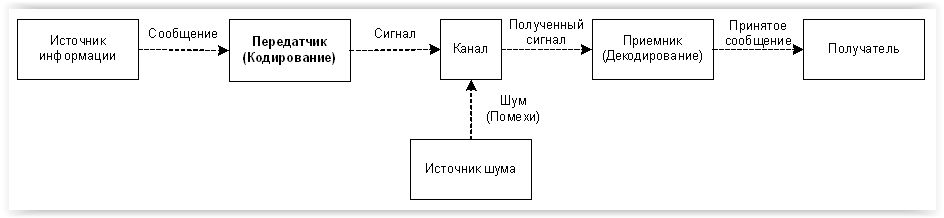 Источник
информации
Сообщение
Передатчик
(Кодирование)
Сигнал
Канал
Полученный
сигнал
Приемник
(Декодирование)
Принятое
сообщение
Получатель
Шум
(Помехи)
Источник шума